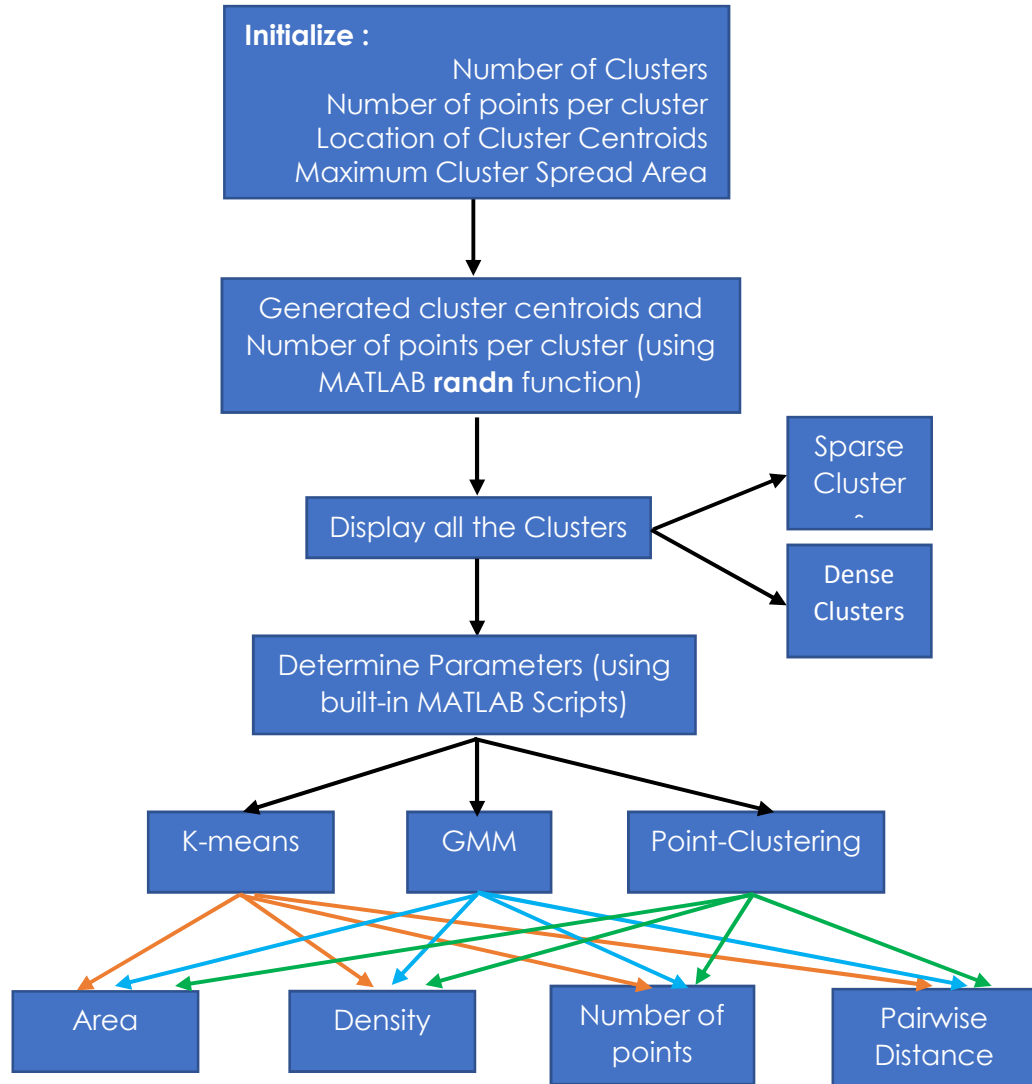 Initialize :
Number of Clusters
Number of points per cluster
Location of Cluster Centroids
Maximum Cluster Spread Area
Generated cluster centroids and
Number of points per cluster (using
MATLAB randn function)
Sparse
Cluster
Display all the Clusters
Dense
Clusters
Determine Parameters (using
built-in MATLAB Scripts)
K-means
GMM
Point-Clustering
Area
Density
Number of
points
Pairwise
Distance